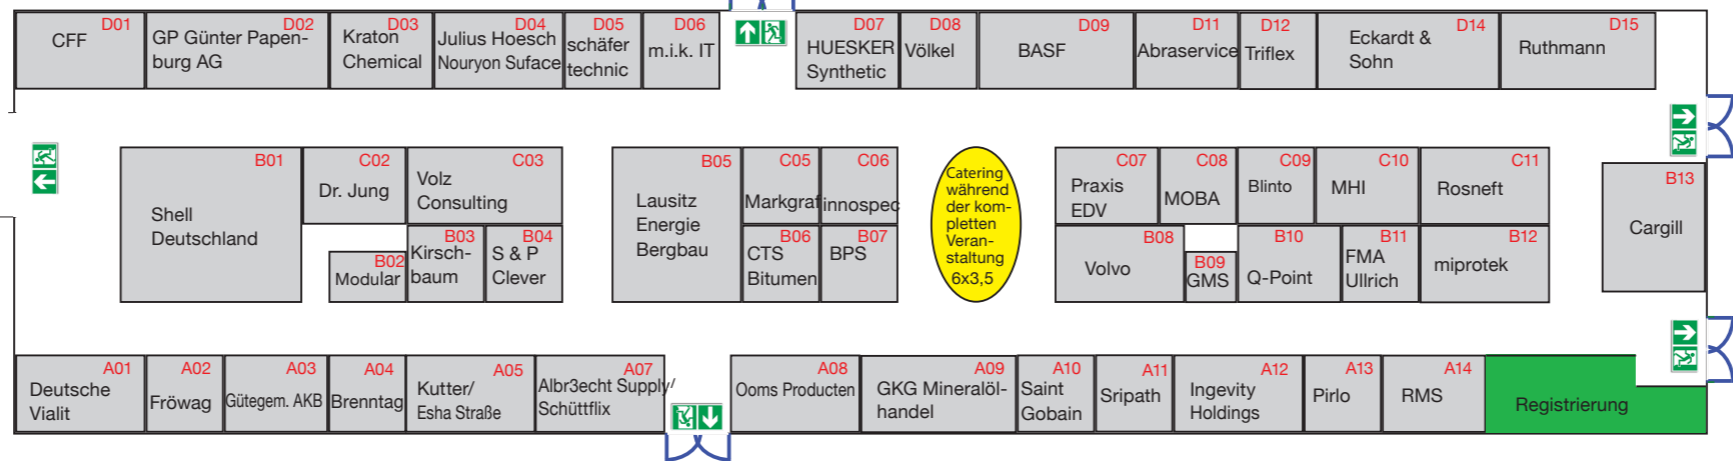 D01
CFF
D02
GP Günter Papen-
burg AG
D03
Kraton
Chemical
D04
Julius Hoesch
Nouryon Suface
D05
schäfer
technic
D06
m.i.k. IT
D07
HUESKER
Synthetic
D08
Völkel
D09
BASF
D11
Abraservice
D12
Triflex
D14
Eckardt &
Sohn
D15
Ruthmann
B01
Shell
Deutschland
C02
Dr. Jung
C03
Volz
Consulting
B02
Modular
B03
Kirsch-
baum
B04
S & P
Clever
B05
Lausitz
Energie
Bergbau
C05
Markgraf
C06
innospec
B06
CTS
Bitumen
B07
BPS
Catering
während
der kom-
pletten
Veran-
staltung
6x3,5
C07
Praxis
EDV
C08
MOBA
C09
Blinto
C10
MHI
C11
Rosneft
B08
Volvo
B09
GMS
B10
Q-Point
B11
FMA
Ullrich
B12
miprotek
B13
Cargill
A01
Deutsche
Vialit
A02
Fröwag
A03
Gütegem. AKB
A04
Brenntag
A05
Kutter/
Esha Straße
A07
Albr3echt Supply/
Schüttflix
A08
Ooms Producten
A09
GKG Mineralöl-
handel
A10
Saint
Gobain
A11
Sripath
A12
Ingevity
Holdings
A13
Pirlo
A14
RMS
Registrierung